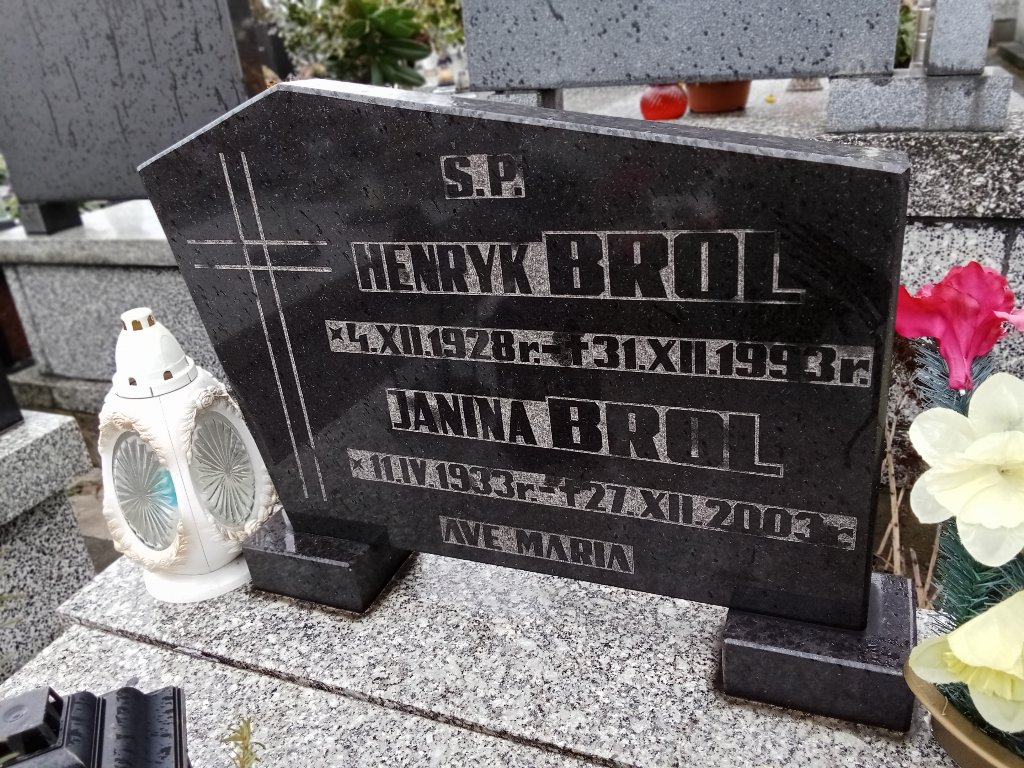 S.P.
HENRYK BROL
*4.XII.1928r.-†31.XII.1993r.
JANINA BROL
*11.IV 1933r.-†27.XII.2003r.
AVE MARIA